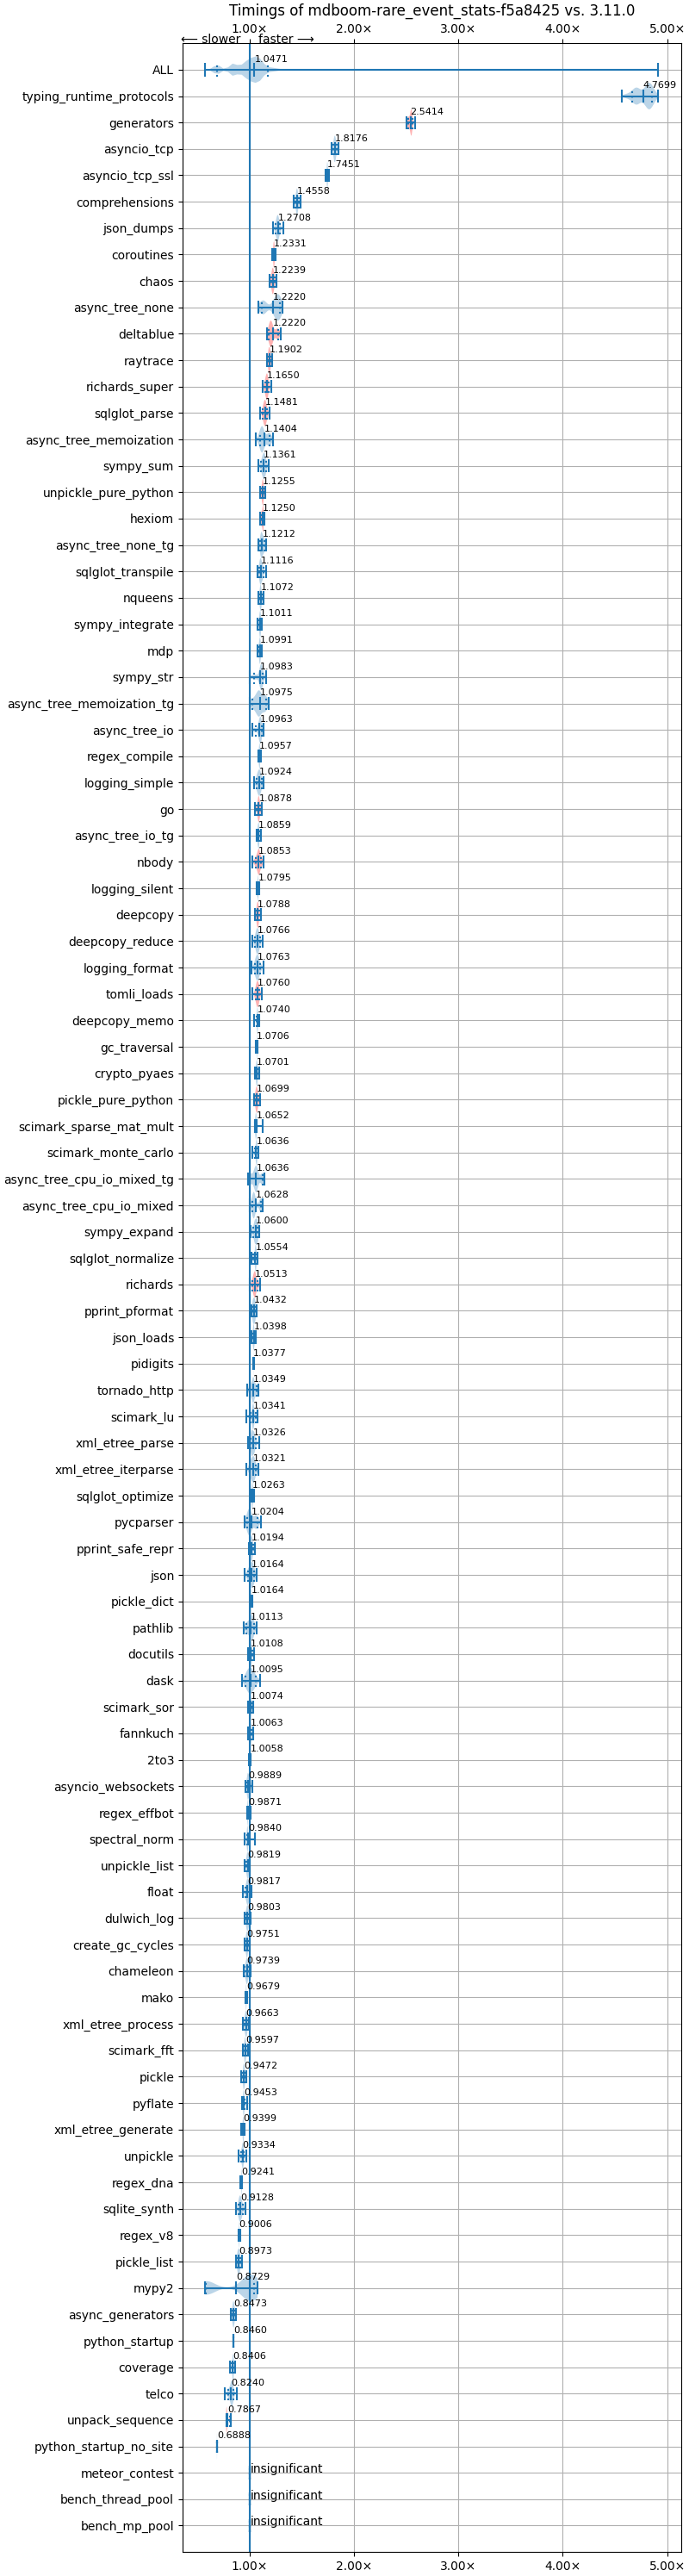 Timings of mdboom-rare_event_stats-f5a8425 vs. 3.11.0
1.00× 2.00× 3.00× 4.00× 5.00×
⟵ slower faster ⟶
ALL 1.0471
typing_runtime_protocols 4.7699
generators 2.5414
asyncio_tcp 1.8176
asyncio_tcp_ssl 1.7451
comprehensions 1.4558
json_dumps 1.2708
coroutines 1.2331
chaos 1.2239
async_tree_none 1.2220
deltablue 1.2220
raytrace 1.1902
richards_super 1.1650
sqlglot_parse 1.1481
async_tree_memoization 1.1404
sympy_sum 1.1361
unpickle_pure_python 1.1255
hexiom 1.1250
async_tree_none_tg 1.1212
sqlglot_transpile 1.1116
nqueens 1.1072
sympy_integrate 1.1011
mdp 1.0991
sympy_str 1.0983
async_tree_memoization_tg 1.0975
async_tree_io 1.0963
regex_compile 1.0957
logging_simple 1.0924
go 1.0878
async_tree_io_tg 1.0859
nbody 1.0853
logging_silent 1.0795
deepcopy 1.0788
deepcopy_reduce 1.0766
logging_format 1.0763
tomli_loads 1.0760
deepcopy_memo 1.0740
gc_traversal 1.0706
crypto_pyaes 1.0701
pickle_pure_python 1.0699
scimark_sparse_mat_mult 1.0652
scimark_monte_carlo 1.0636
async_tree_cpu_io_mixed_tg 1.0636
async_tree_cpu_io_mixed 1.0628
sympy_expand 1.0600
sqlglot_normalize 1.0554
richards 1.0513
pprint_pformat 1.0432
json_loads 1.0398
pidigits 1.0377
tornado_http 1.0349
scimark_lu 1.0341
xml_etree_parse 1.0326
xml_etree_iterparse 1.0321
sqlglot_optimize 1.0263
pycparser 1.0204
pprint_safe_repr 1.0194
json 1.0164
pickle_dict 1.0164
pathlib 1.0113
docutils 1.0108
dask 1.0095
scimark_sor 1.0074
fannkuch 1.0063
2to3 1.0058
asyncio_websockets 0.9889
regex_effbot 0.9871
spectral_norm 0.9840
unpickle_list 0.9819
float 0.9817
dulwich_log 0.9803
create_gc_cycles 0.9751
chameleon 0.9739
mako 0.9679
xml_etree_process 0.9663
scimark_fft 0.9597
pickle 0.9472
pyflate 0.9453
xml_etree_generate 0.9399
unpickle 0.9334
regex_dna 0.9241
sqlite_synth 0.9128
regex_v8 0.9006
pickle_list 0.8973
mypy2 0.8729
async_generators 0.8473
python_startup 0.8460
coverage 0.8406
telco 0.8240
unpack_sequence 0.7867
python_startup_no_site 0.6888
meteor_contest insignificant
bench_thread_pool insignificant
bench_mp_pool insignificant
1.00× 2.00× 3.00× 4.00× 5.00×